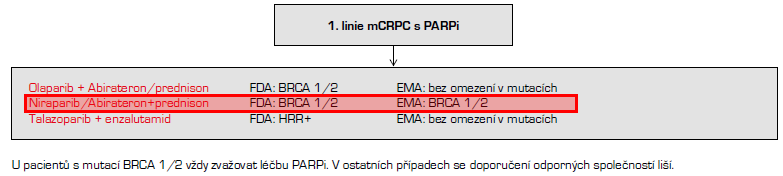 1. linie mCRPC s PARPi
Olaparib + Abirateron/prednison FDA: BRCA 1/2 EMA: bez omezení v mutacích
Niraparib/Abirateron+prednison FDA: BRCA 1/2 EMA: BRCA 1/2
Talazoparib + enzalutamid FDA: HRR+ EMA: bez omezení v mutacích
U pacientů s mutací BRCA 1/2 vždy zvažovat léčbu PARPi. V ostatních případech se doporučení odporných společností liší.